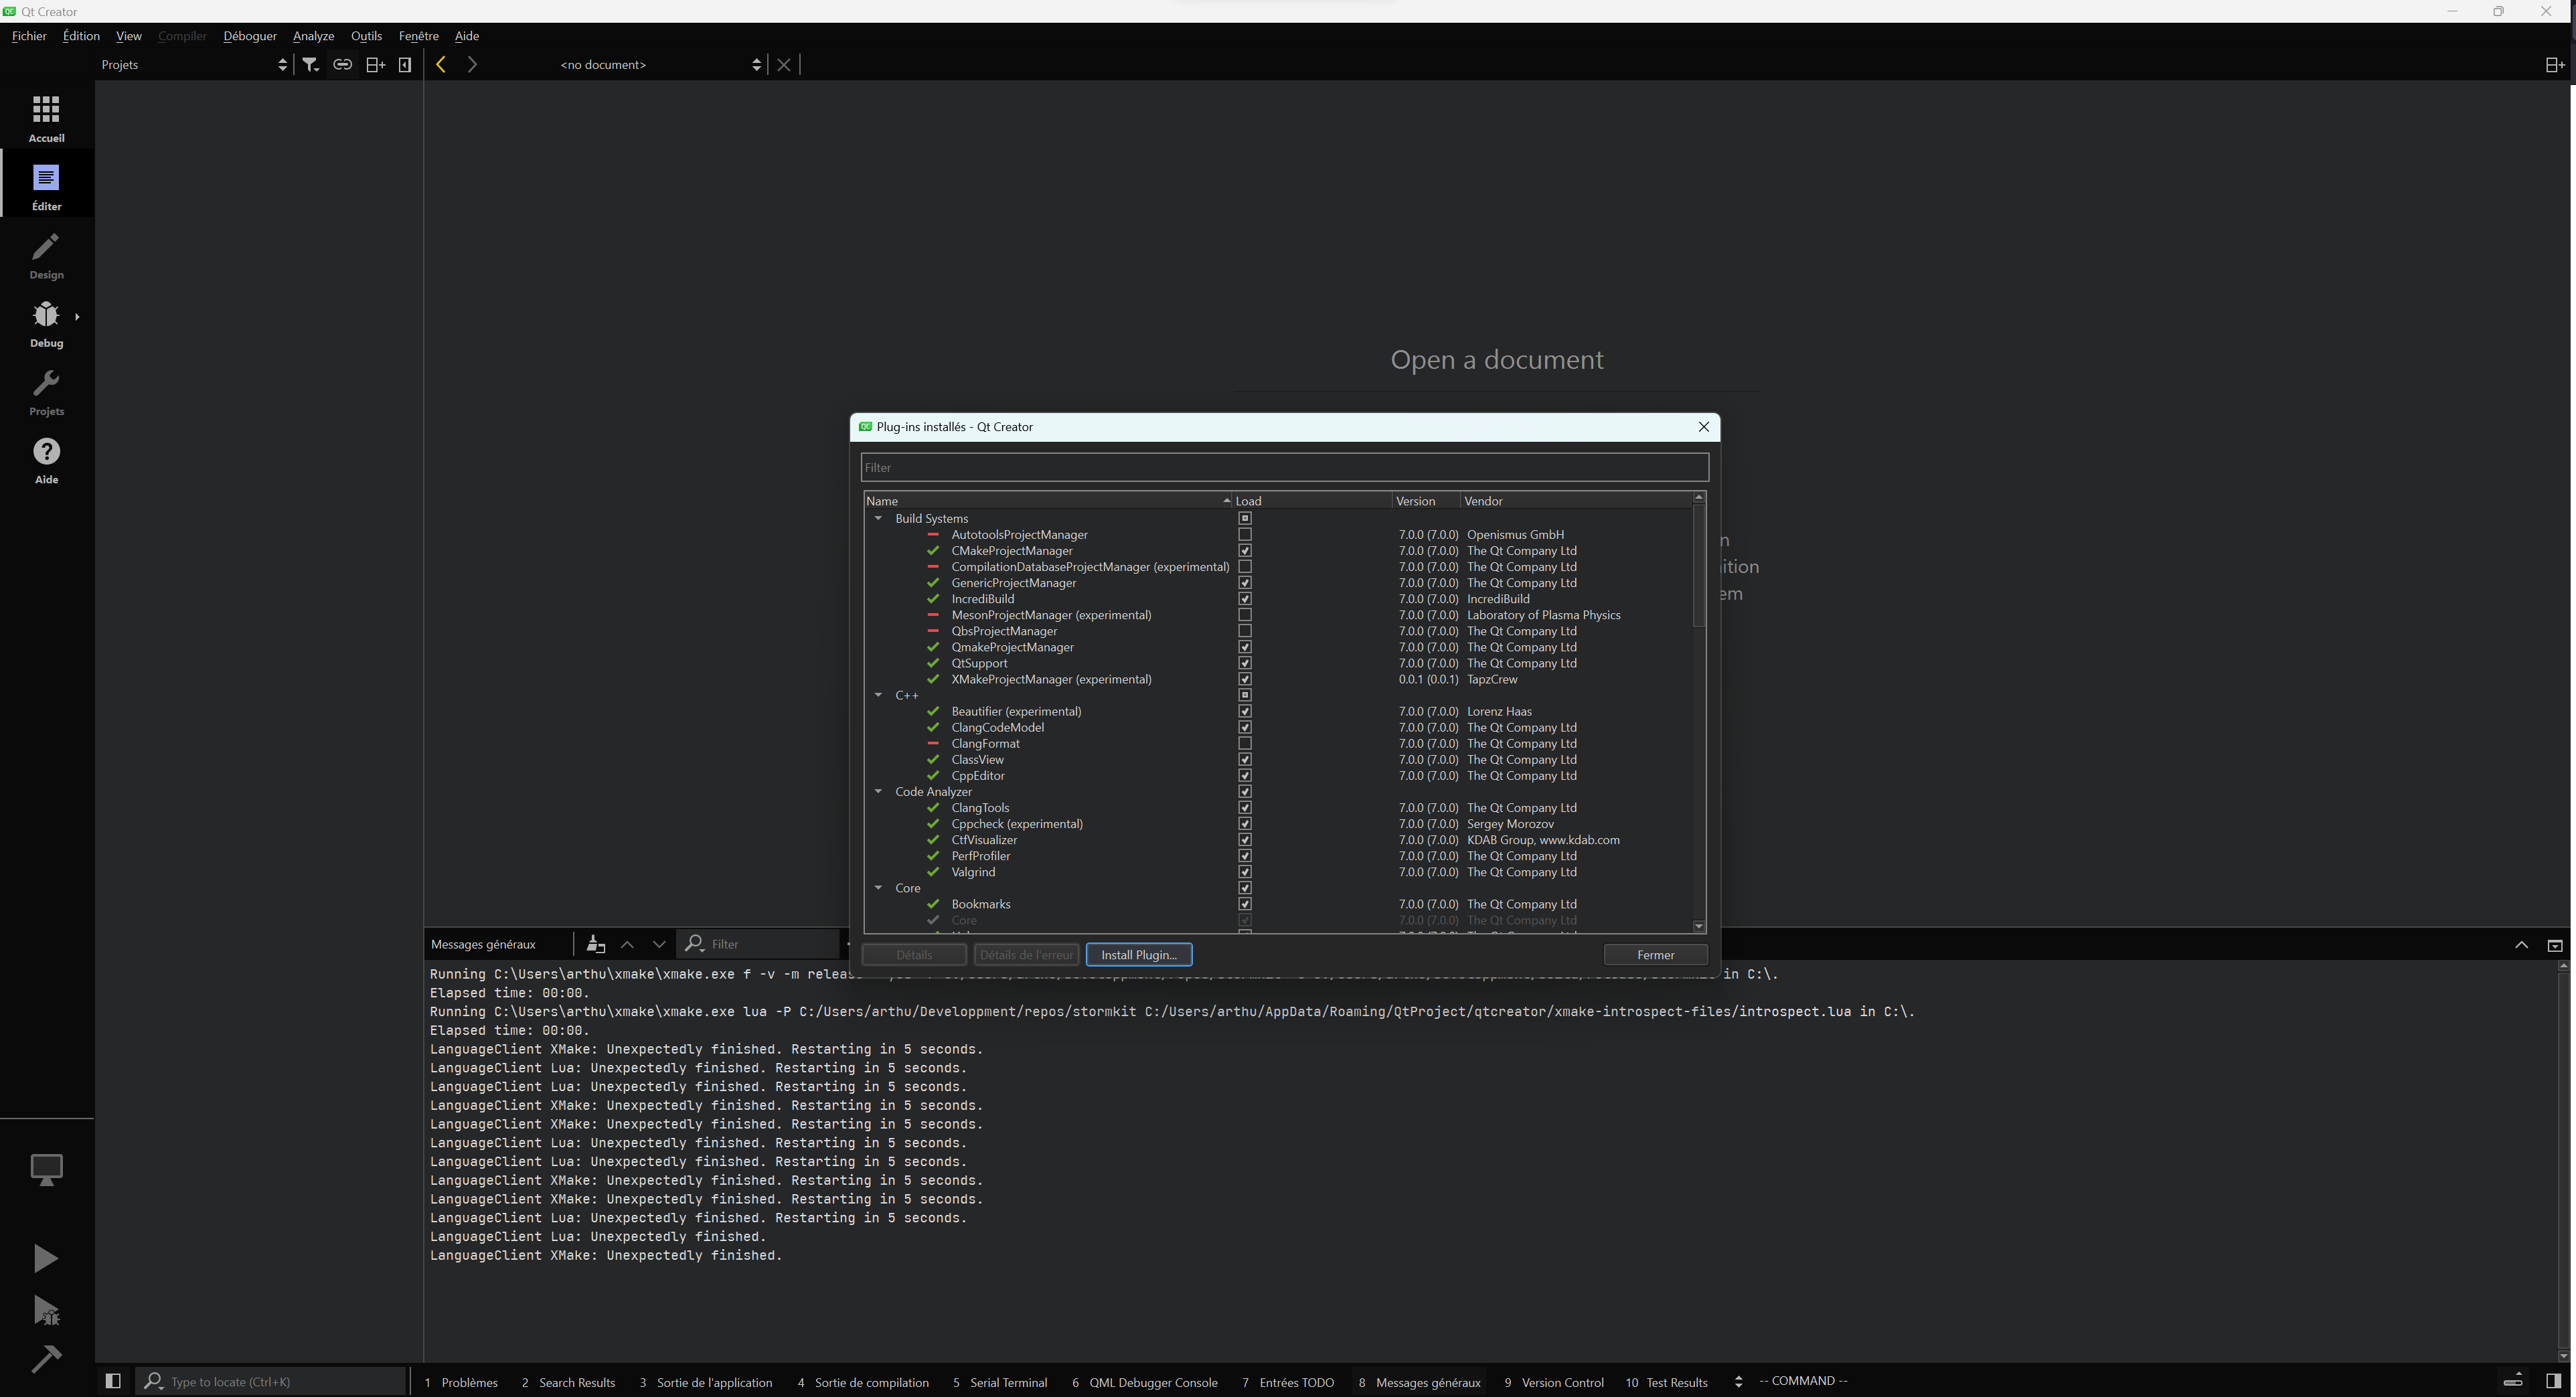 Qt Creator
Fichier Édition View Compiler Déboguer Analyze Outils Fenêtre Aide
Projets <no document>
Accueil
Éditer
Design
Debug
Projets
Aide
Open a document
Plug-ins installés - Qt Creator
Filter
Name Load Version Vendor
Build Systems
AutotoolsProjectManager 7.0.0 (7.0.0) Openismus GmbH
CMakeProjectManager 7.0.0 (7.0.0) The Qt Company Ltd
CompilationDatabaseProjectManager (experimental) 7.0.0 (7.0.0) The Qt Company Ltd
GenericProjectManager 7.0.0 (7.0.0) The Qt Company Ltd
IncrediBuild 7.0.0 (7.0.0) IncrediBuild
MesonProjectManager (experimental) 7.0.0 (7.0.0) Laboratory of Plasma Physics
QbsProjectManager 7.0.0 (7.0.0) The Qt Company Ltd
QmakeProjectManager 7.0.0 (7.0.0) The Qt Company Ltd
QtSupport 7.0.0 (7.0.0) The Qt Company Ltd
XMakeProjectManager (experimental) 0.0.1 (0.0.1) TapzCrew
C++
Beautifier (experimental) 7.0.0 (7.0.0) Lorenz Haas
ClangCodeModel 7.0.0 (7.0.0) The Qt Company Ltd
ClangFormat 7.0.0 (7.0.0) The Qt Company Ltd
ClassView 7.0.0 (7.0.0) The Qt Company Ltd
CppEditor 7.0.0 (7.0.0) The Qt Company Ltd
Code Analyzer
ClangTools 7.0.0 (7.0.0) The Qt Company Ltd
Cppcheck (experimental) 7.0.0 (7.0.0) Sergey Morozov
CtfVisualizer 7.0.0 (7.0.0) KDAB Group, www.kdab.com
PerfProfiler 7.0.0 (7.0.0) The Qt Company Ltd
Valgrind 7.0.0 (7.0.0) The Qt Company Ltd
Core
Bookmarks 7.0.0 (7.0.0) The Qt Company Ltd
Core 7.0.0 (7.0.0) The Qt Company Ltd
Détails Détails de l'erreur Install Plugin... Fermer
Messages généraux Filter
Running C:\Users\arthu\xmake\xmake.exe f -v -m releas in C:\.
Elapsed time: 00:00.
Running C:\Users\arthu\xmake\xmake.exe lua -P C:/Users/arthu/Developpment/repos/stormkit C:/Users/arthu/AppData/Roaming/QtProject/qtcreator/xmake-introspect-files/introspect.lua in C:\.
Elapsed time: 00:00.
LanguageClient XMake: Unexpectedly finished. Restarting in 5 seconds.
LanguageClient Lua: Unexpectedly finished. Restarting in 5 seconds.
LanguageClient Lua: Unexpectedly finished. Restarting in 5 seconds.
LanguageClient XMake: Unexpectedly finished. Restarting in 5 seconds.
LanguageClient XMake: Unexpectedly finished. Restarting in 5 seconds.
LanguageClient Lua: Unexpectedly finished. Restarting in 5 seconds.
LanguageClient Lua: Unexpectedly finished. Restarting in 5 seconds.
LanguageClient XMake: Unexpectedly finished. Restarting in 5 seconds.
LanguageClient XMake: Unexpectedly finished. Restarting in 5 seconds.
LanguageClient Lua: Unexpectedly finished. Restarting in 5 seconds.
LanguageClient Lua: Unexpectedly finished.
LanguageClient XMake: Unexpectedly finished.
Type to locate (Ctrl+K) 1 Problèmes 2 Search Results 3 Sortie de l'application 4 Sortie de compilation 5 Serial Terminal 6 QML Debugger Console 7 Entrées TODO 8 Messages généraux 9 Version Control 10 Test Results -- COMMAND --